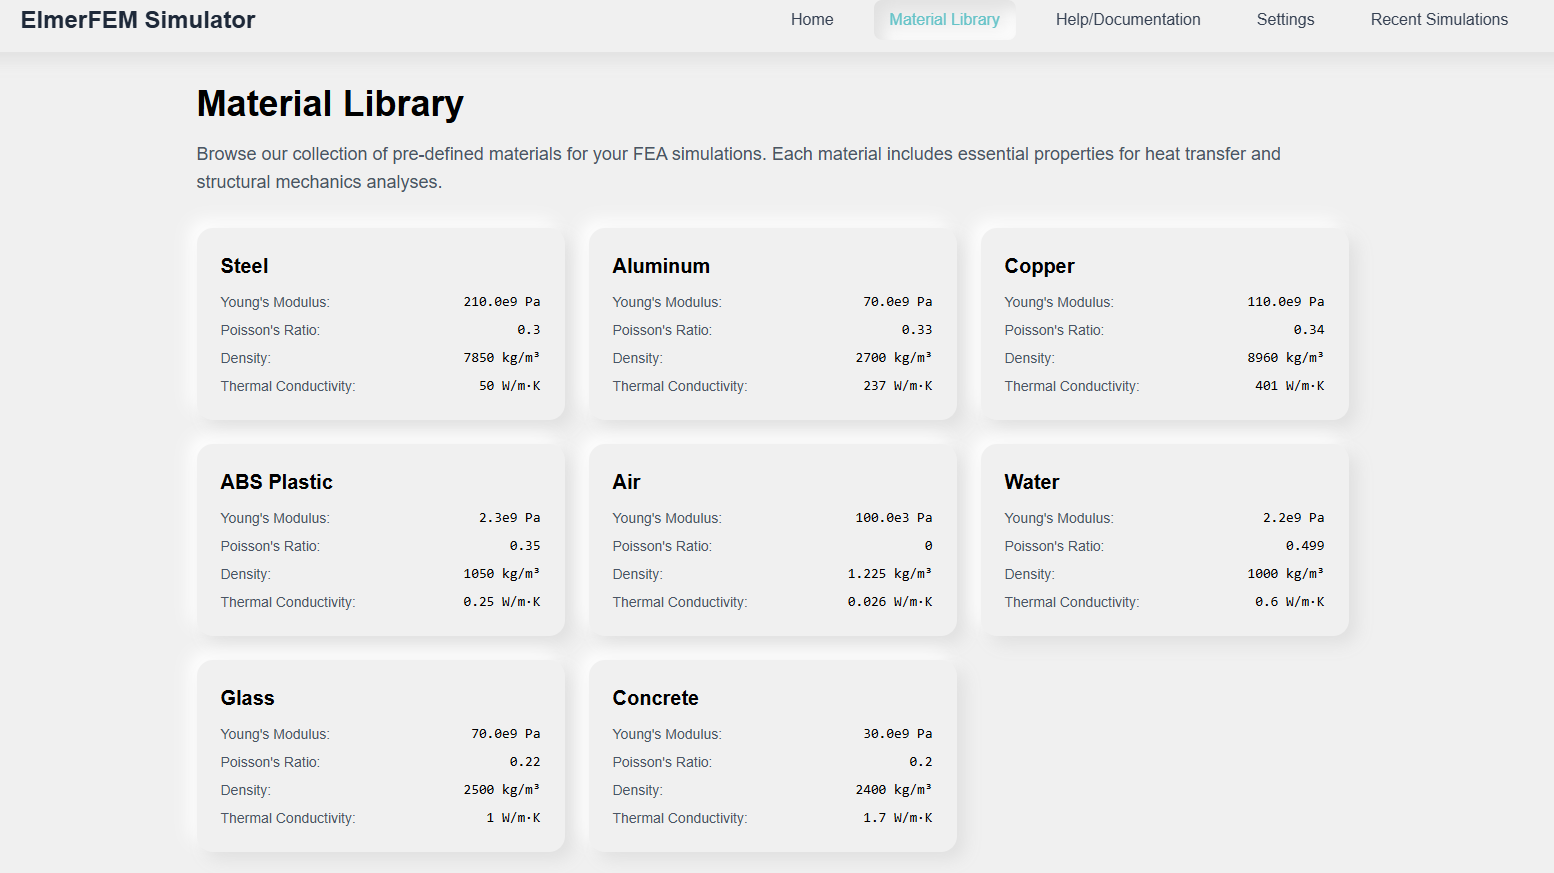 ElmerFEM Simulator
Home
Material Library
Help/Documentation
Settings
Recent Simulations
Material Library
Browse our collection of pre-defined materials for your FEA simulations. Each material includes essential properties for heat transfer and
structural mechanics analyses.
Steel
Young's Modulus: 210.0e9 Pa
Poisson's Ratio: 0.3
Density: 7850 kg/m³
Thermal Conductivity: 50 W/m·K
Aluminum
Young's Modulus: 70.0e9 Pa
Poisson's Ratio: 0.33
Density: 2700 kg/m³
Thermal Conductivity: 237 W/m·K
Copper
Young's Modulus: 110.0e9 Pa
Poisson's Ratio: 0.34
Density: 8960 kg/m³
Thermal Conductivity: 401 W/m·K
ABS Plastic
Young's Modulus: 2.3e9 Pa
Poisson's Ratio: 0.35
Density: 1050 kg/m³
Thermal Conductivity: 0.25 W/m·K
Air
Young's Modulus: 100.0e3 Pa
Poisson's Ratio: 0
Density: 1.225 kg/m³
Thermal Conductivity: 0.026 W/m·K
Water
Young's Modulus: 2.2e9 Pa
Poisson's Ratio: 0.499
Density: 1000 kg/m³
Thermal Conductivity: 0.6 W/m·K
Glass
Young's Modulus: 70.0e9 Pa
Poisson's Ratio: 0.22
Density: 2500 kg/m³
Thermal Conductivity: 1 W/m·K
Concrete
Young's Modulus: 30.0e9 Pa
Poisson's Ratio: 0.2
Density: 2400 kg/m³
Thermal Conductivity: 1.7 W/m·K